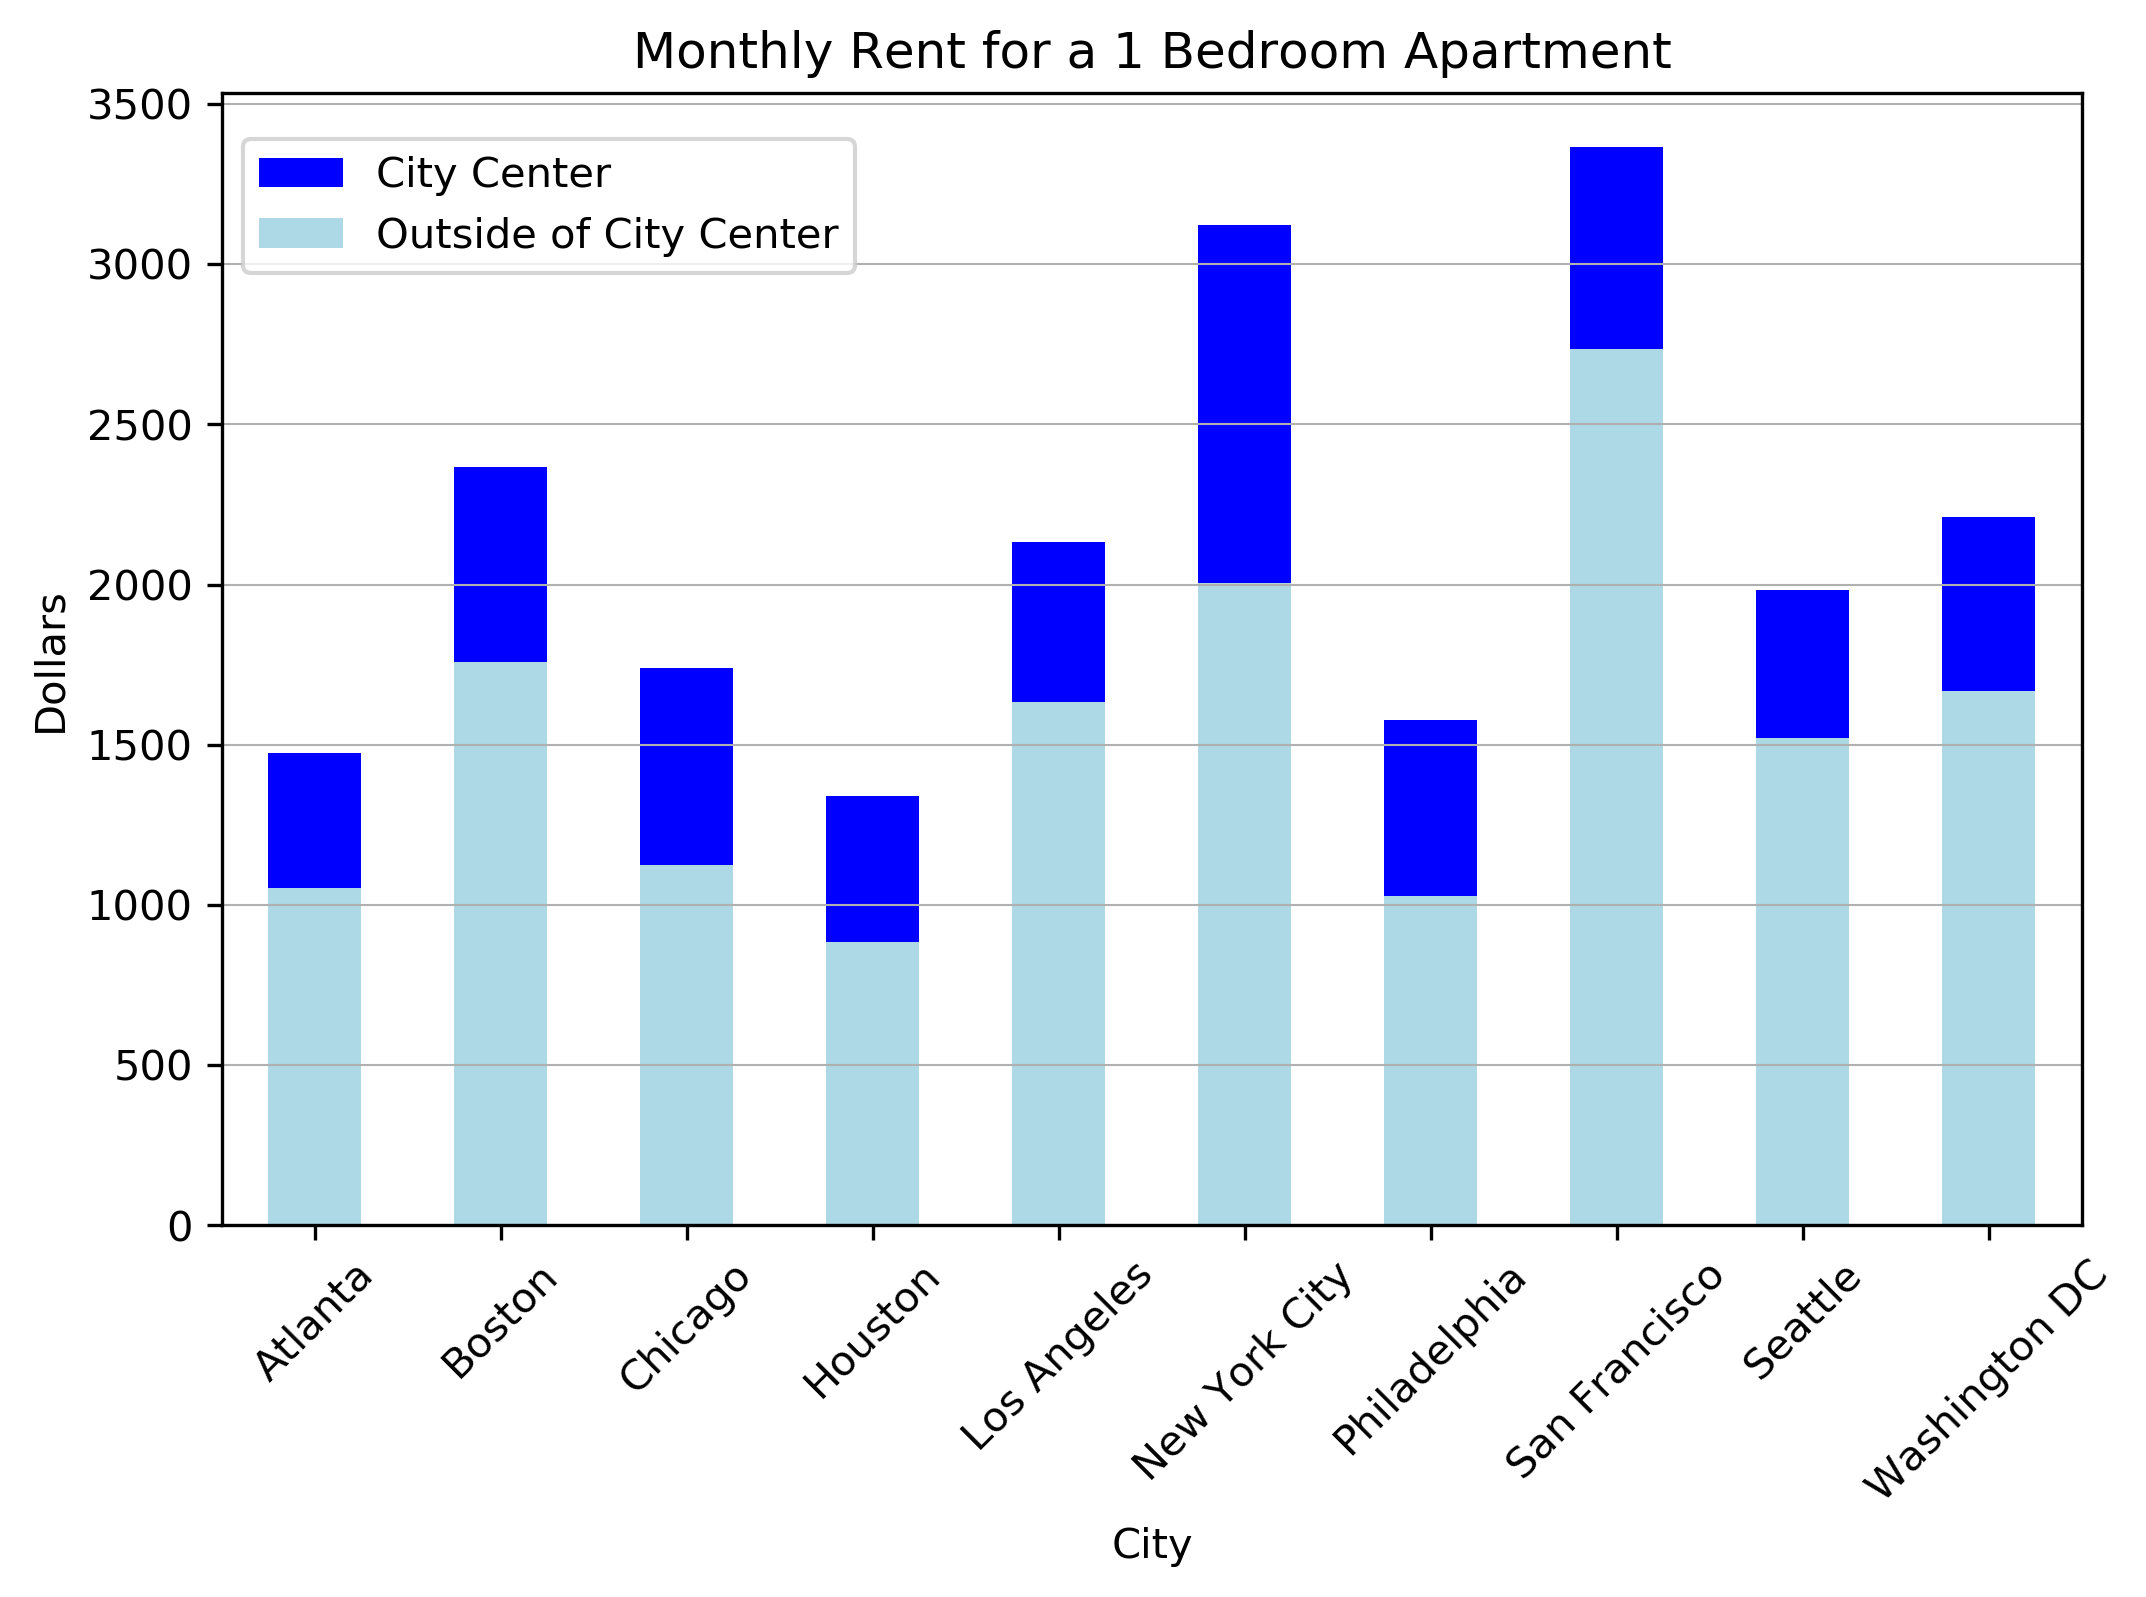 Monthly Rent for a 1 Bedroom Apartment
3500
3000
2500
2000
1500
1000
500
0
Dollars
City Center
Outside of City Center
Atlanta
Boston
Chicago
Houston
Los Angeles
New York City
Philadelphia
San Francisco
Seattle
Washington DC
City